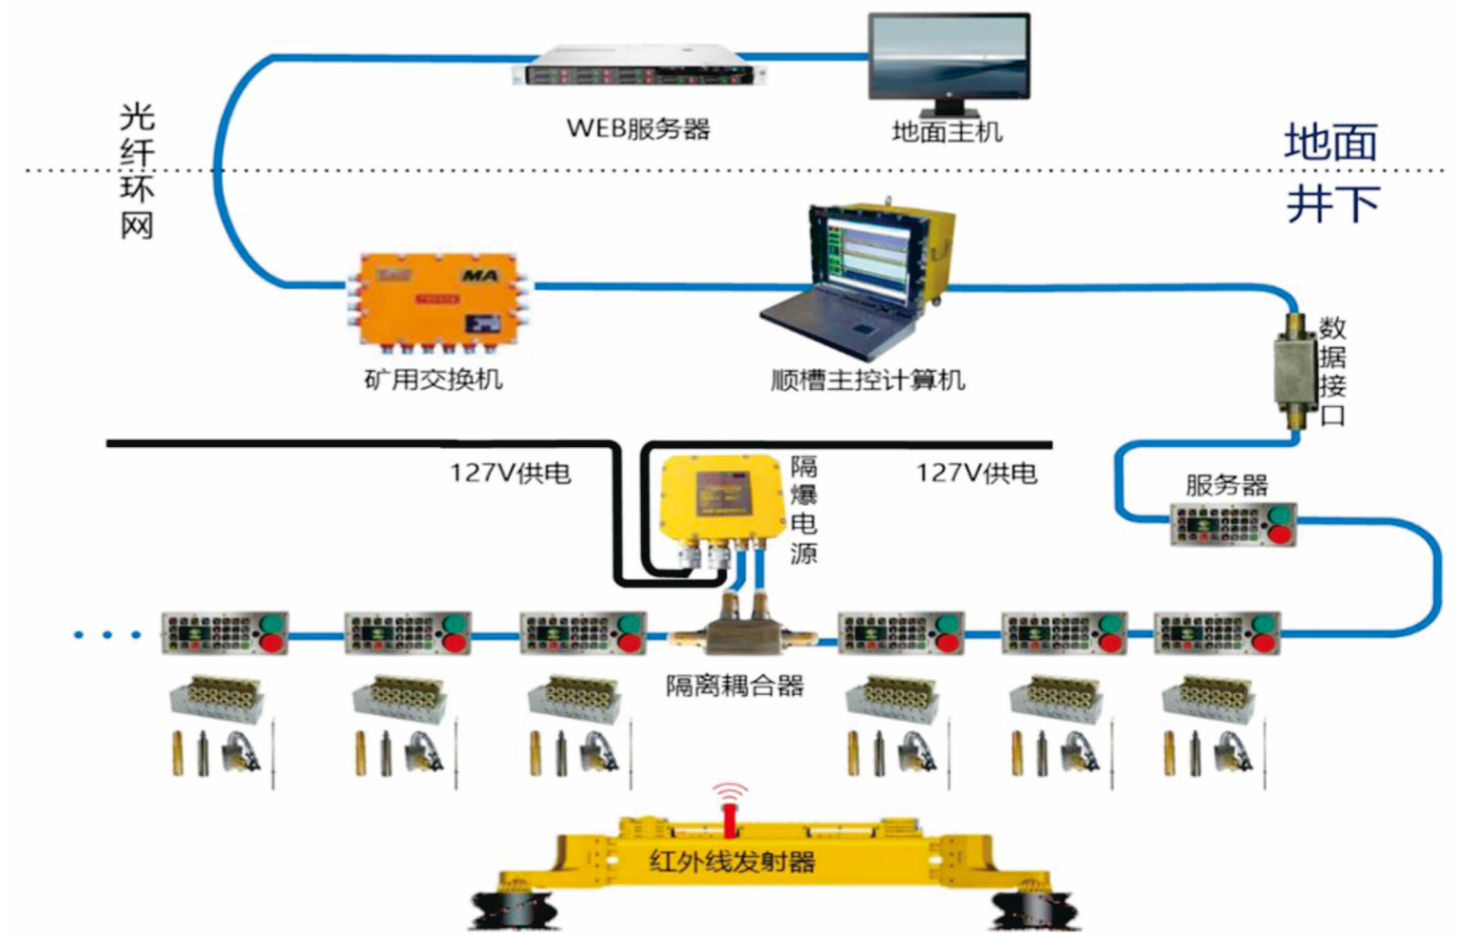 WEB服务器
地面主机
光纤环网
地面
井下
MA
矿用交换机
顺槽主控计算机
数据接口
127V供电
隔爆电源
127V供电
服务器
隔离耦合器
红外线发射器